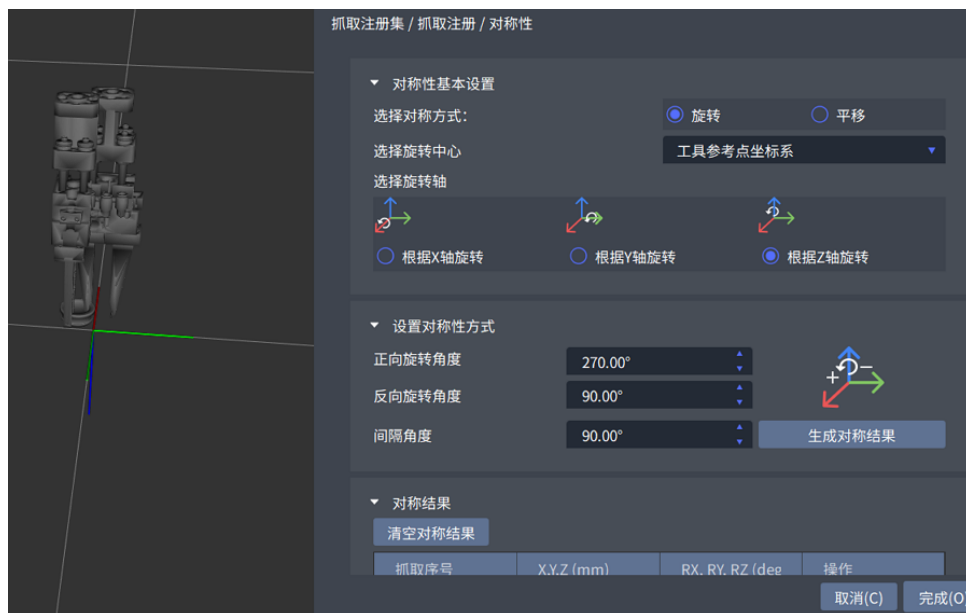 抓取注册集 / 抓取注册 / 对称性
对称性基本设置
选择对称方式: 旋转 平移
选择旋转中心 工具参考点坐标系
选择旋转轴
根据X轴旋转 根据Y轴旋转 根据Z轴旋转
设置对称性方式
正向旋转角度 270.00°
反向旋转角度 90.00°
+ −
间隔角度 90.00° 生成对称结果
对称结果
清空对称结果
抓取序号 X,Y,Z (mm) RX, RY, RZ (deg 操作
取消(C) 完成(O